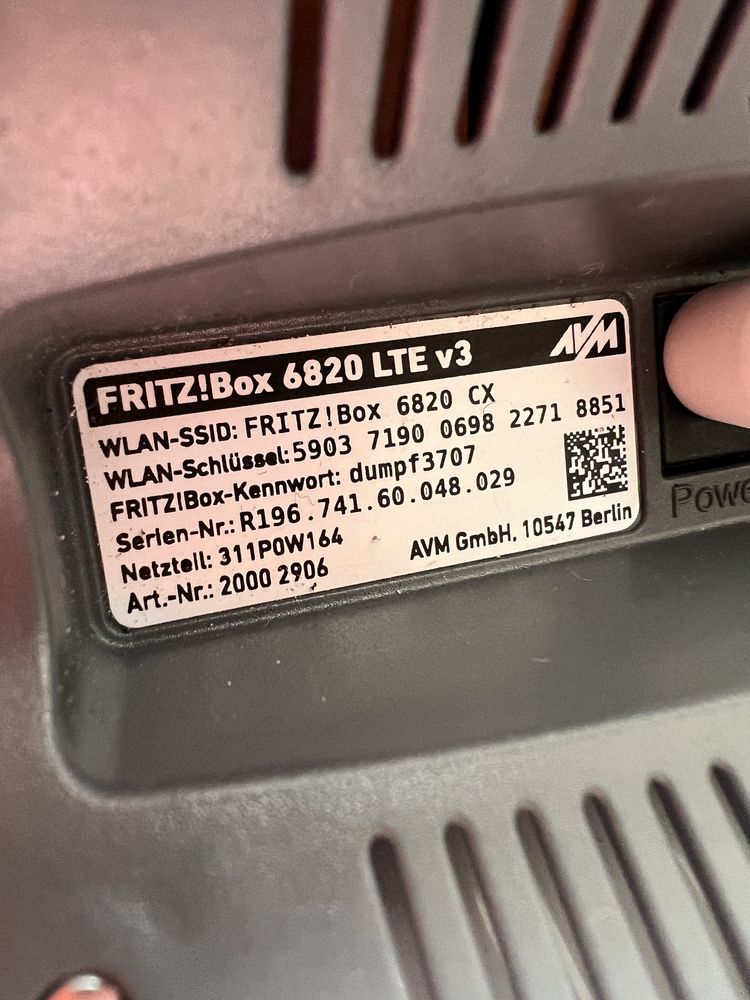 FRITZ!Box 6820 LTE v3
AVM
WLAN-SSID: FRITZ!Box 6820 CX
WLAN-Schlüssel: 5903 7190 0698 2271 8851
FRITZ!Box-Kennwort: dumpf3707
Serien-Nr.: R196.741.60.048.029
Netzteil: 311P0W164
Art.-Nr.: 2000 2906
AVM GmbH, 10547 Berlin